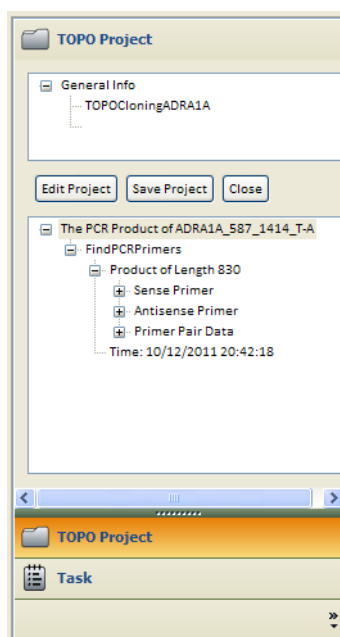 TOPO Project
General Info
TOPOCloningADRA1A
Edit Project Save Project Close
The PCR Product of ADRA1A_587_1414_T-A
FindPCRPrimers
Product of Length 830
Sense Primer
Antisense Primer
Primer Pair Data
Time: 10/12/2011 20:42:18
TOPO Project
Task